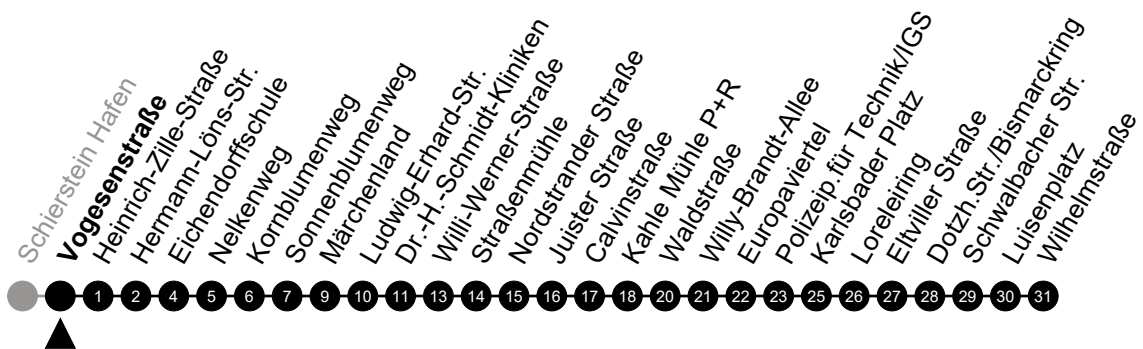 Schierstein Hafen
Vogesenstraße
Heinrich-Zille-Straße
Hermann-Löns-Str.
Eichendorffschule
Nelkenweg
Kornblumenweg
Sonnenblumenweg
Märchenland
Ludwig-Erhard-Str.
Dr.-H.-Schmidt-Kliniken
Willi-Werner-Straße
Straßenmühle
Nordstrander Straße
Juister Straße
Calvinstraße
Kahle Mühle P+R
Waldstraße
Willy-Brandt-Allee
Europaviertel
Polizeip. für Technik/IGS
Karlsbader Platz
Loreleiring
Eltviller Straße
Dotzh.Str./Bismarckring
Schwalbacher Str.
Luisenplatz
Wilhelmstraße
1 2 4 5 6 7 9 10 11 13 14 15 16 17 18 20 21 22 23 25 26 27 28 29 30 31